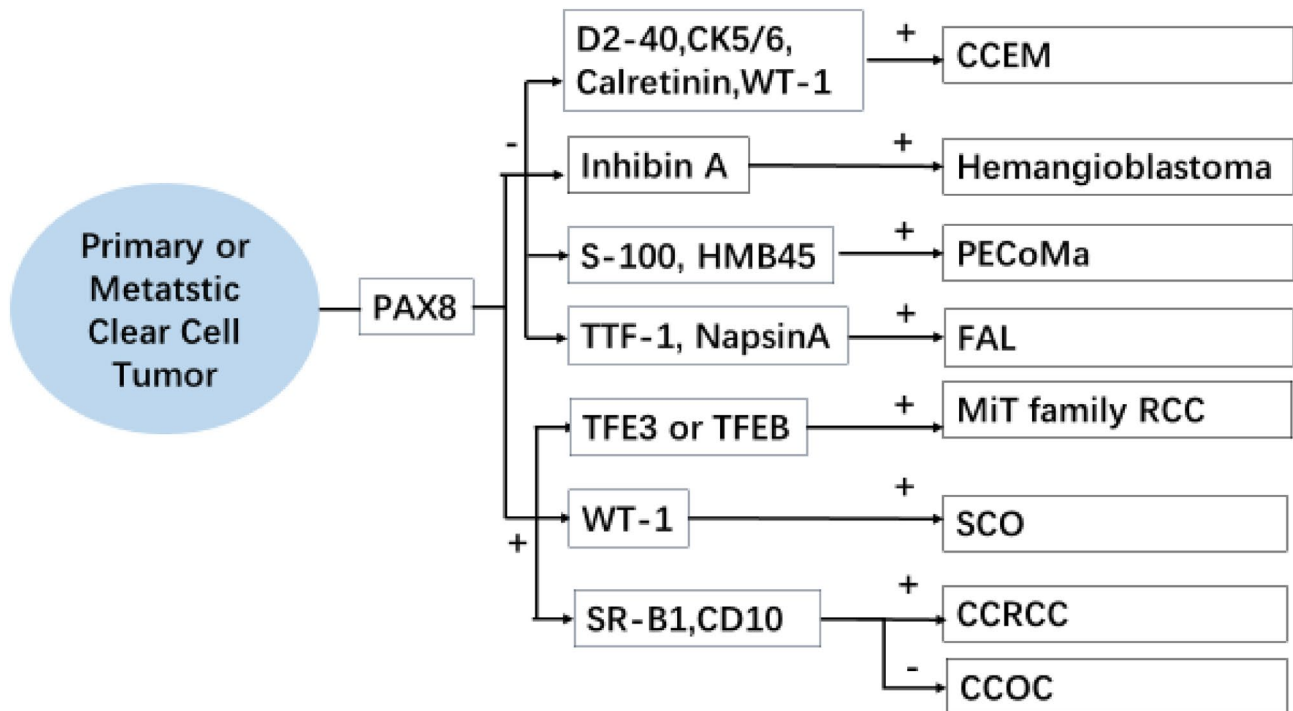 Primary or
Metatstic
Clear Cell
Tumor
PAX8
-
+
D2-40,CK5/6,
Calretinin,WT-1
+
CCEM
Inhibin A
+
Hemangioblastoma
S-100, HMB45
+
PECoMa
TTF-1, NapsinA
+
FAL
TFE3 or TFEB
+
MiT family RCC
WT-1
+
SCO
SR-B1,CD10
+
CCRCC
-
CCOC